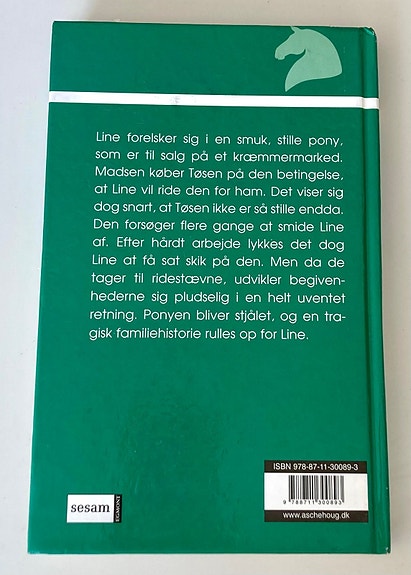 Line forelsker sig i en smuk, stille pony,
som er til salg på et kræmmermarked.
Madsen køber Tøsen på den betingelse,
at Line vil ride den for ham. Det viser sig
dog snart, at Tøsen ikke er så stille endda.
Den forsøger flere gange at smide Line
af. Efter hårdt arbejde lykkes det dog
Line at få sat skik på den. Men da de
tager til ridestævne, udvikler begiven-
hederne sig pludselig i en helt uventet
retning. Ponyen bliver stjålet, og en tra-
gisk familiehistorie rulles op for Line.
ISBN 978-87-11-30089-3
9 788711 300893
www.aschehoug.dk
sesam
EGMONT